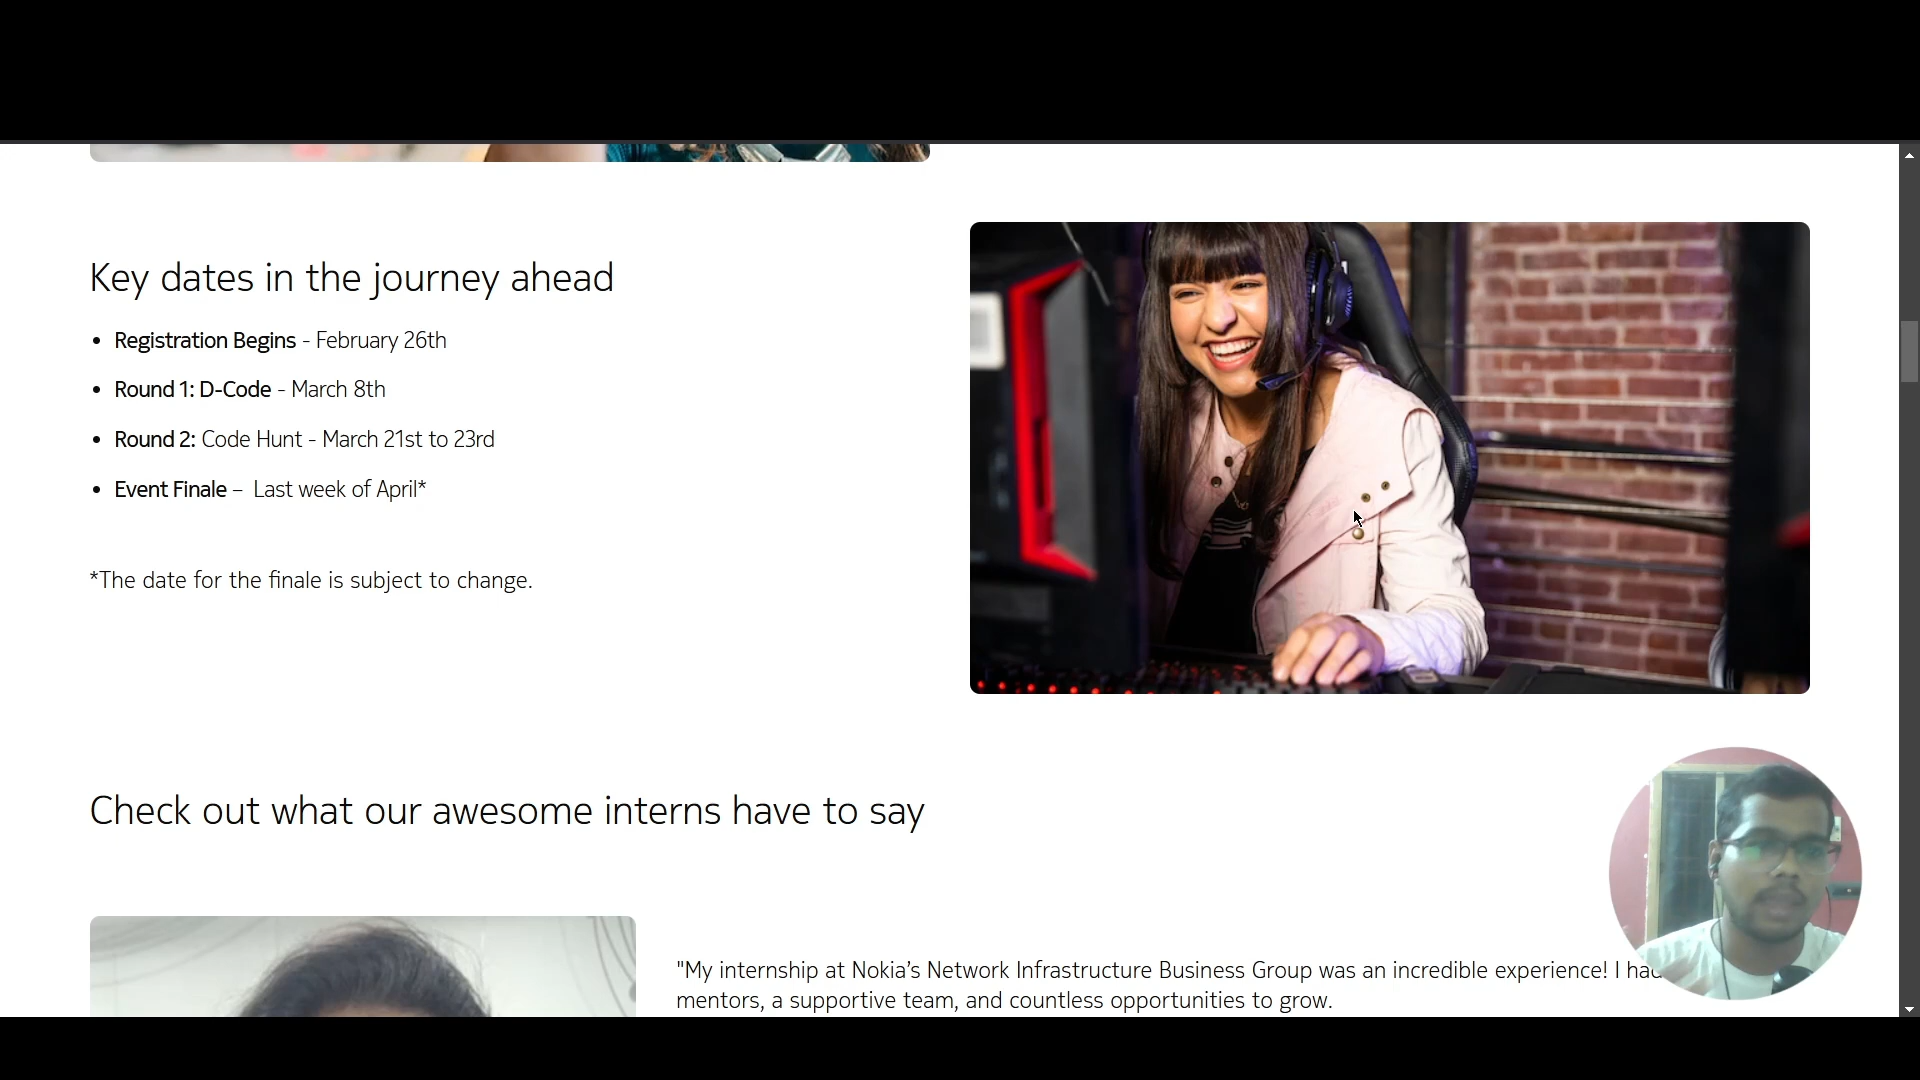 Key dates in the journey ahead
• Registration Begins - February 26th
• Round 1: D-Code - March 8th
• Round 2: Code Hunt - March 21st to 23rd
• Event Finale – Last week of April*
*The date for the finale is subject to change.
Check out what our awesome interns have to say
"My internship at Nokia’s Network Infrastructure Business Group was an incredible experience! I had
mentors, a supportive team, and countless opportunities to grow.